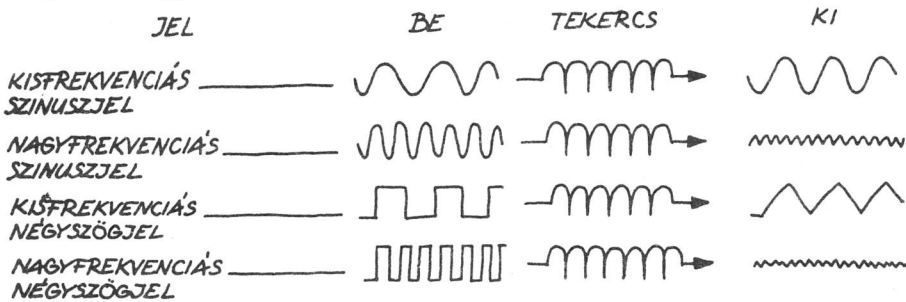 JEL BE TEKERCS KI
KISFREKVENCIÁS
SZINUSZJEL
NAGYFREKVENCIÁS
SZINUSZJEL
KISFREKVENCIÁS
NÉGYSZÖGJEL
NAGYFREKVENCIÁS
NÉGYSZÖGJEL